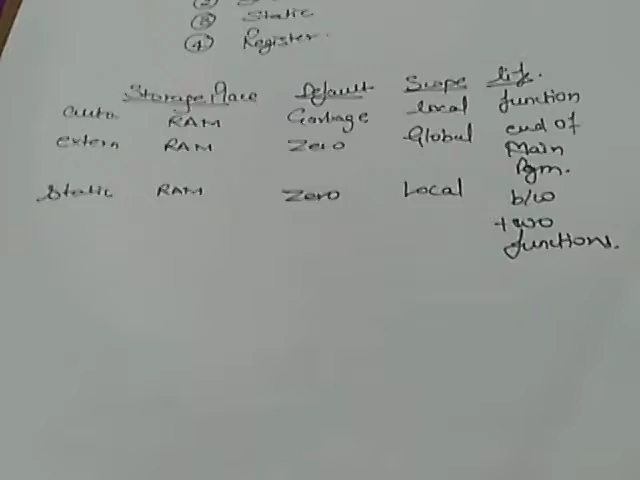 ③ Static
④ Register.
Storage Place Default Scope life.
auto RAM Garbage local function
extern RAM Zero Global end of
Main
Pgm.
Static RAM Zero Local b/w
two
functions.